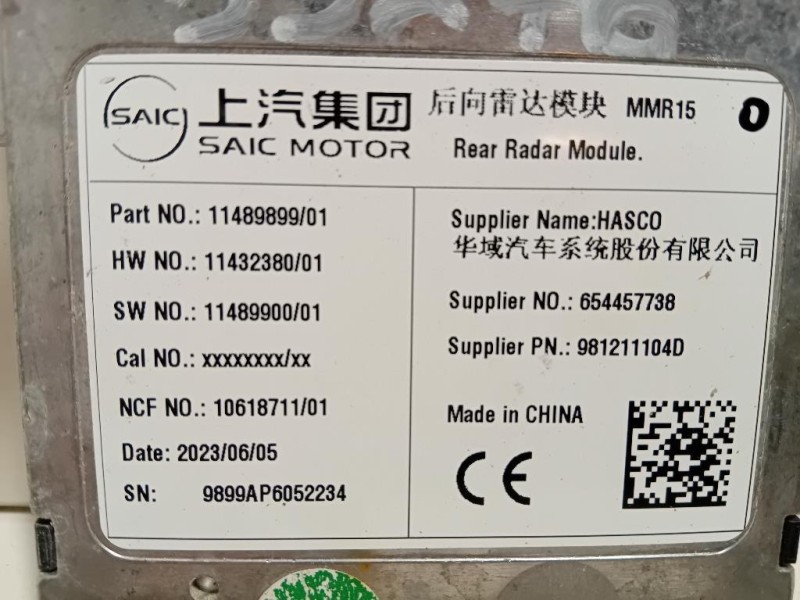 SAIC 上汽集团
SAIC MOTOR
后向雷达模块 MMR15 0
Rear Radar Module.
Part NO.: 11489899/01
HW NO.: 11432380/01
SW NO.: 11489900/01
Cal NO.: xxxxxxxx/xx
NCF NO.: 10618711/01
Date: 2023/06/05
SN: 9899AP6052234
Supplier Name:HASCO
华域汽车系统股份有限公司
Supplier NO.: 654457738
Supplier PN.: 981211104D
Made in CHINA
CE